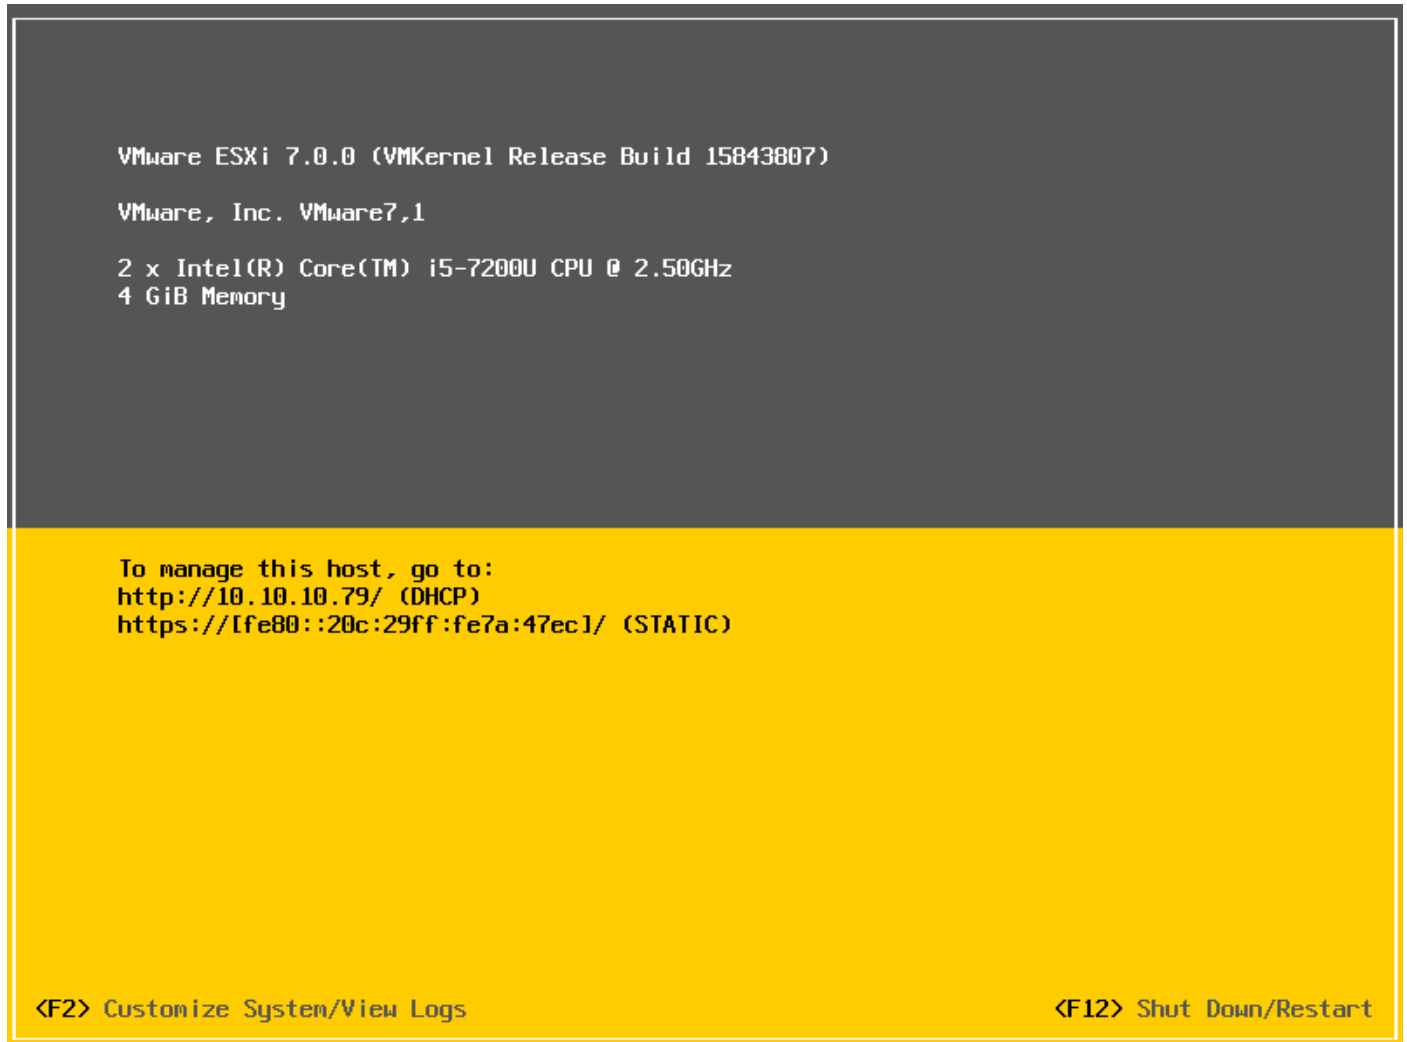 VMware ESXi 7.0.0 (VMKernel Release Build 15843807)
VMware, Inc. VMware7,1
2 x Intel(R) Core(TM) i5-7200U CPU @ 2.50GHz
4 GiB Memory
To manage this host, go to:
http://10.10.10.79/ (DHCP)
https://[fe80::20c:29ff:fe7a:47ec]/ (STATIC)
<F2> Customize System/View Logs
<F12> Shut Down/Restart